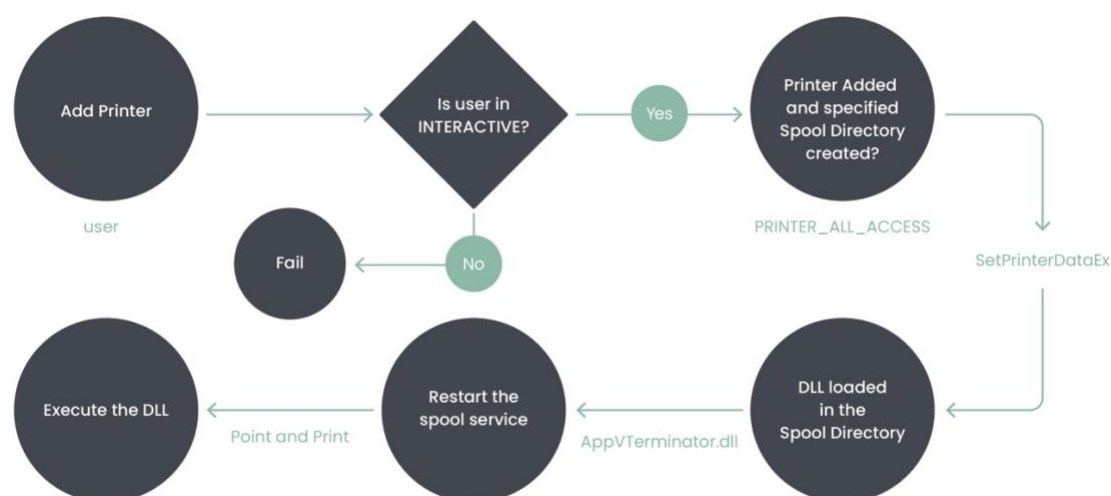 Add Printer
user
Is user in
INTERACTIVE?
Yes
Printer Added
and specified
Spool Directory
created?
PRINTER_ALL_ACCESS
SetPrinterDataEx
No
Fail
DLL loaded
in the
Spool Directory
AppVTerminator.dll
Restart the
spool service
Point and Print
Execute the DLL